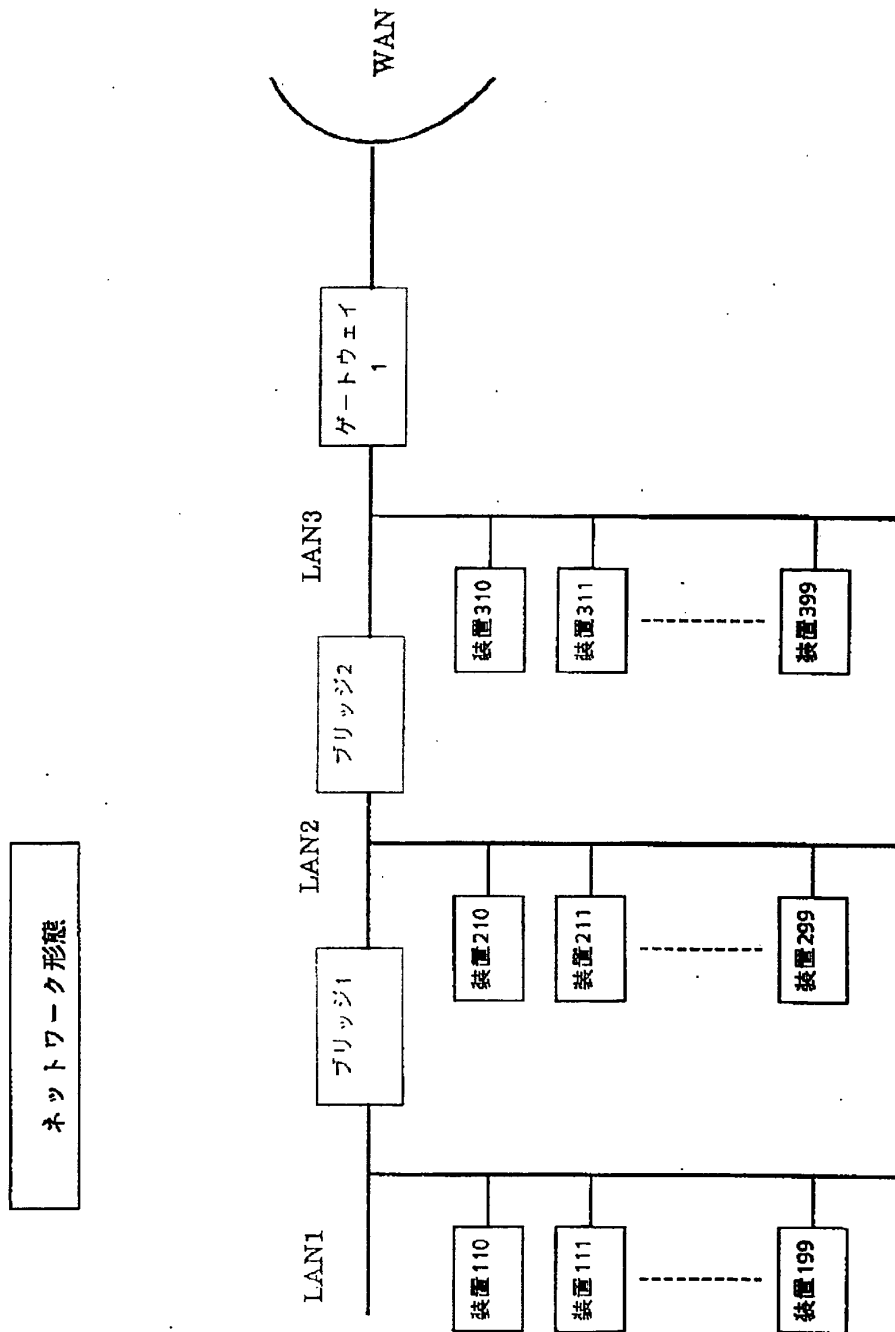 ネットワーク形態
WAN
ゲートウェイ
1
LAN3
ブリッジ2
LAN2
ブリッジ1
LAN1
装置310
装置311
装置399
装置210
装置211
装置299
装置110
装置111
装置199